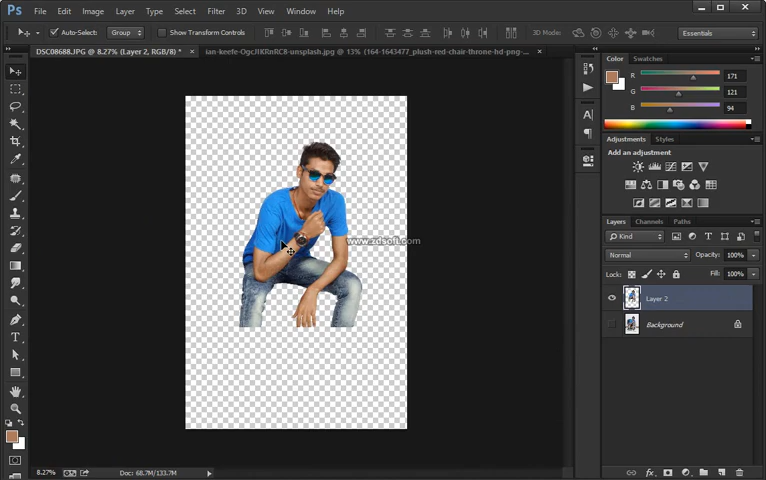 Ps File Edit Image Layer Type Select Filter 3D View Window Help
Auto-Select: Group Show Transform Controls 3D Mode: Essentials
DSC08688.JPG @ 8.27% (Layer 2, RGB/8) * × ian-keefe-OgcJIKRnRC8-unsplash.jpg @ 13% (164-1643477_plush-red-chair-throne-hd-png-... ×
Color Swatches
R 171
G 121
B 94
Adjustments Styles
Add an adjustment
Layers Channels Paths
Kind
www.zdsoft.com
Normal Opacity: 100%
Lock: Fill: 100%
Layer 2
Background
8.27% Doc: 68.7M/133.7M